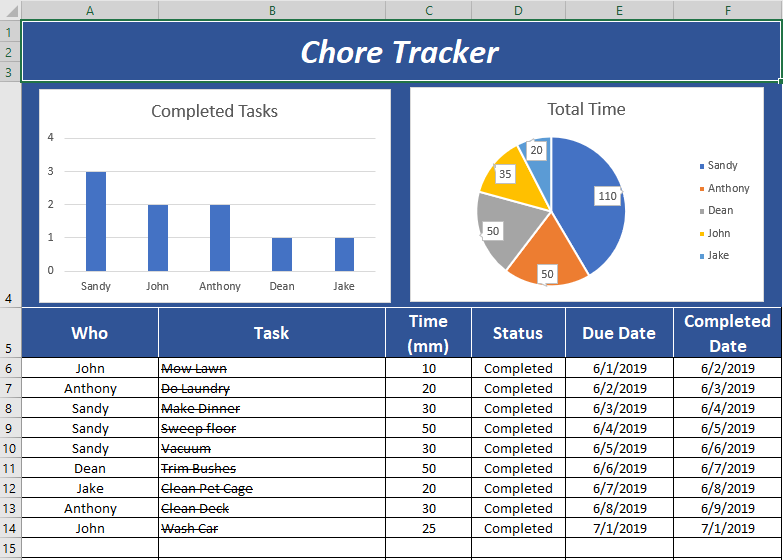 A B C D E F
1
2
3
Chore Tracker
4
Completed Tasks
4
3
2
1
0
Sandy John Anthony Dean Jake
Total Time
20
35
110
50
50
Sandy
Anthony
Dean
John
Jake
5 Who Task Time (mm) Status Due Date Completed Date
6 John Mow Lawn 10 Completed 6/1/2019 6/2/2019
7 Anthony Do Laundry 20 Completed 6/2/2019 6/3/2019
8 Sandy Make Dinner 30 Completed 6/3/2019 6/4/2019
9 Sandy Sweep floor 50 Completed 6/4/2019 6/5/2019
10 Sandy Vacuum 30 Completed 6/5/2019 6/6/2019
11 Dean Trim Bushes 50 Completed 6/6/2019 6/7/2019
12 Jake Clean Pet Cage 20 Completed 6/7/2019 6/8/2019
13 Anthony Clean Deck 30 Completed 6/8/2019 6/9/2019
14 John Wash Car 25 Completed 7/1/2019 7/1/2019
15